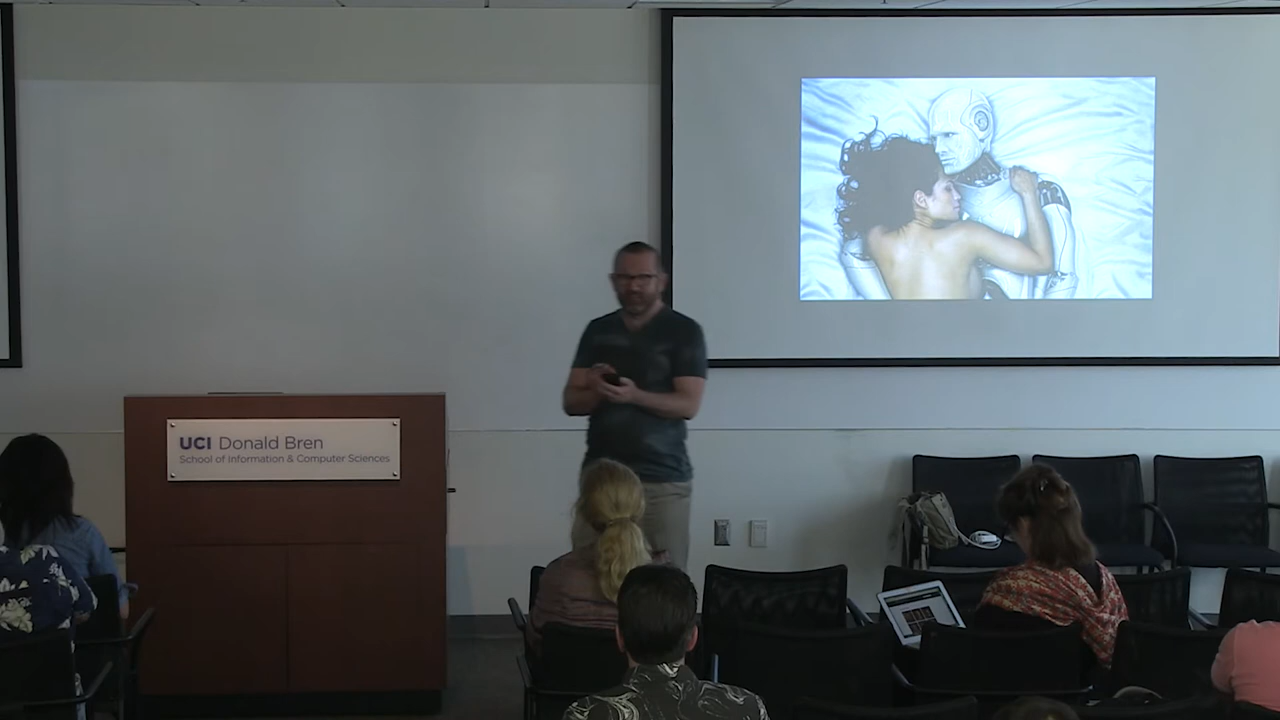 UCI Donald Bren
School of Information & Computer Sciences